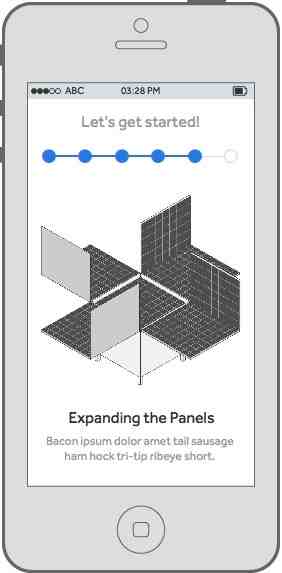 ABC 03:28 PM
Let's get started!
Expanding the Panels
Bacon ipsum dolor amet tail sausage
ham hock tri-tip ribeye short.